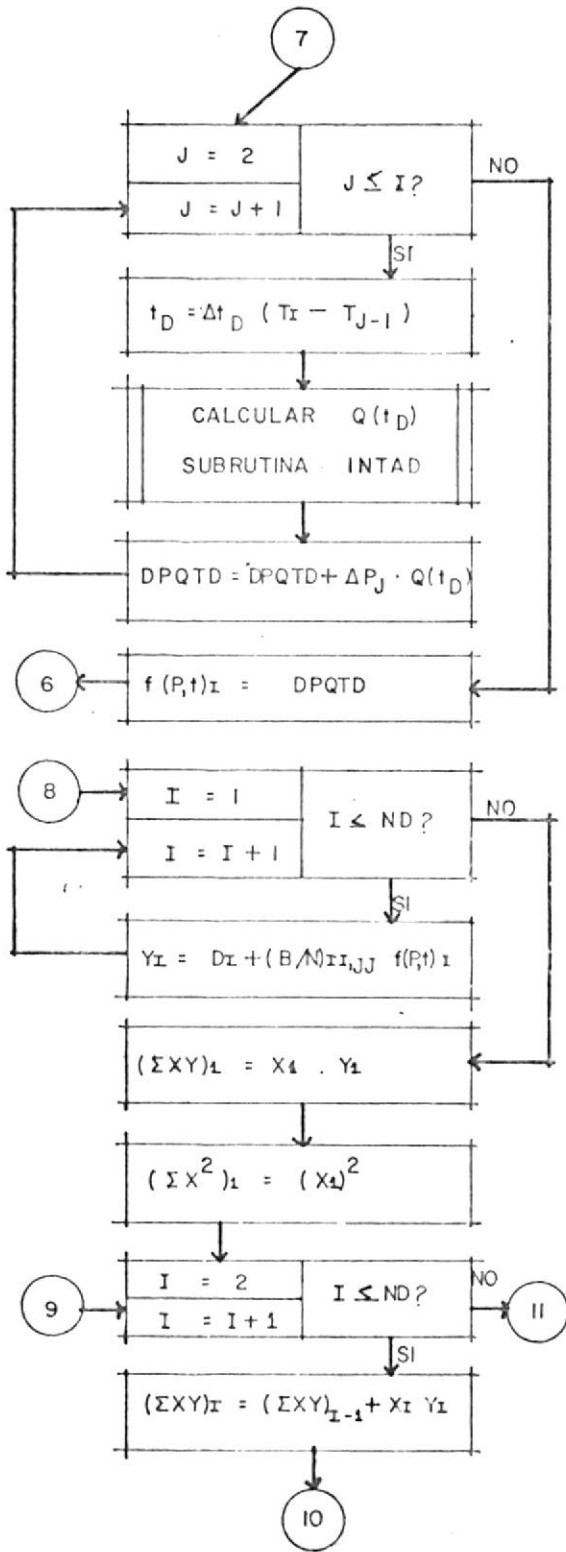 7
J = 2
J = J+1
J ≤ I?
NO
SI
t_D = Δt_D (T_I − T_J-1)
CALCULAR Q(t_D)
SUBRUTINA INTAD
DPQTD = DPQTD + ΔP_J · Q(t_D)
6
f(P,t)_I = DPQTD
8
I = 1
I = I + 1
I ≤ ND?
NO
SI
Y_I = D_I + (B/N)_II,JJ f(P,t)_I
(ΣXY)_1 = X_1 . Y_1
(ΣX²)_1 = (X_1)²
9
I = 2
I = I+1
I ≤ ND?
NO
11
SI
(ΣXY)_I = (ΣXY)_I-1 + X_I Y_I
10